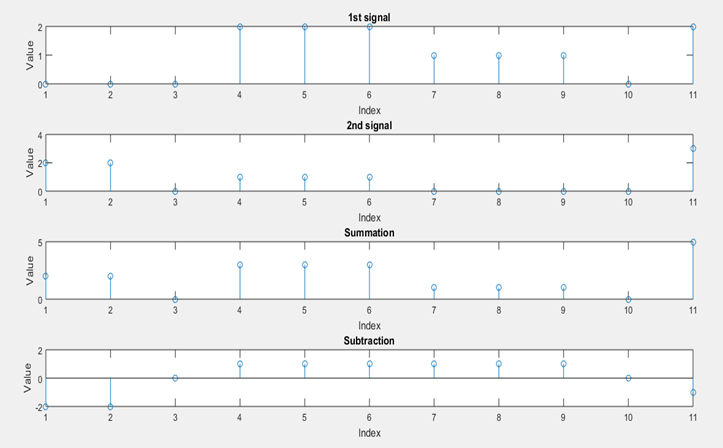 1st signal
2
1
0
Value
1 2 3 4 5 6 7 8 9 10 11
Index
2nd signal
4
2
0
Value
1 2 3 4 5 6 7 8 9 10 11
Index
Summation
5
0
Value
1 2 3 4 5 6 7 8 9 10 11
Index
Subtraction
2
0
-2
Value
1 2 3 4 5 6 7 8 9 10 11
Index